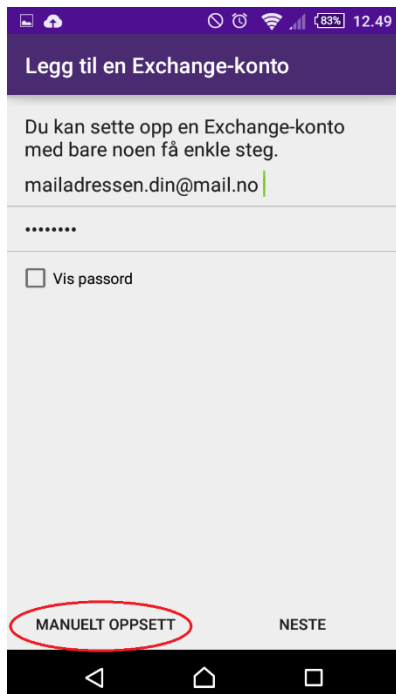 83% 12.49
Legg til en Exchange-konto
Du kan sette opp en Exchange-konto
med bare noen få enkle steg.
mailadressen.din@mail.no
••••••••
Vis passord
MANUELT OPPSETT NESTE